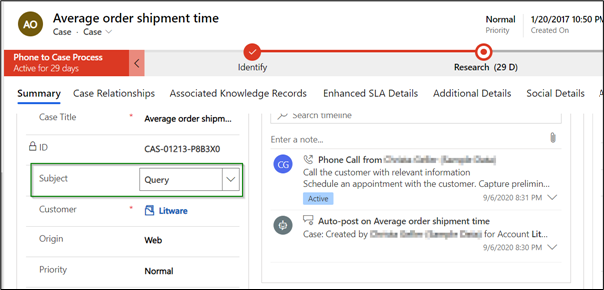 AO
Average order shipment time
Case · Case
Normal
Priority
1/20/2017 10:50 P
Created On
Phone to Case Process
Active for 29 days
Identify
Research (29 D)
Summary Case Relationships Associated Knowledge Records Enhanced SLA Details Additional Details Social Details
Case Title * Average order shipm...
ID CAS-01213-P8B3X0
Subject Query
Customer * Litware
Origin Web
Priority Normal
Search timeline
Enter a note...
CG
Phone Call from
Call the customer with relevant information
Schedule an appointment with the customer. Capture prelimin...
Active
9/6/2020 8:31 PM
Auto-post on Average order shipment time
Case: Created by for Account Lit...
9/6/2020 8:30 PM